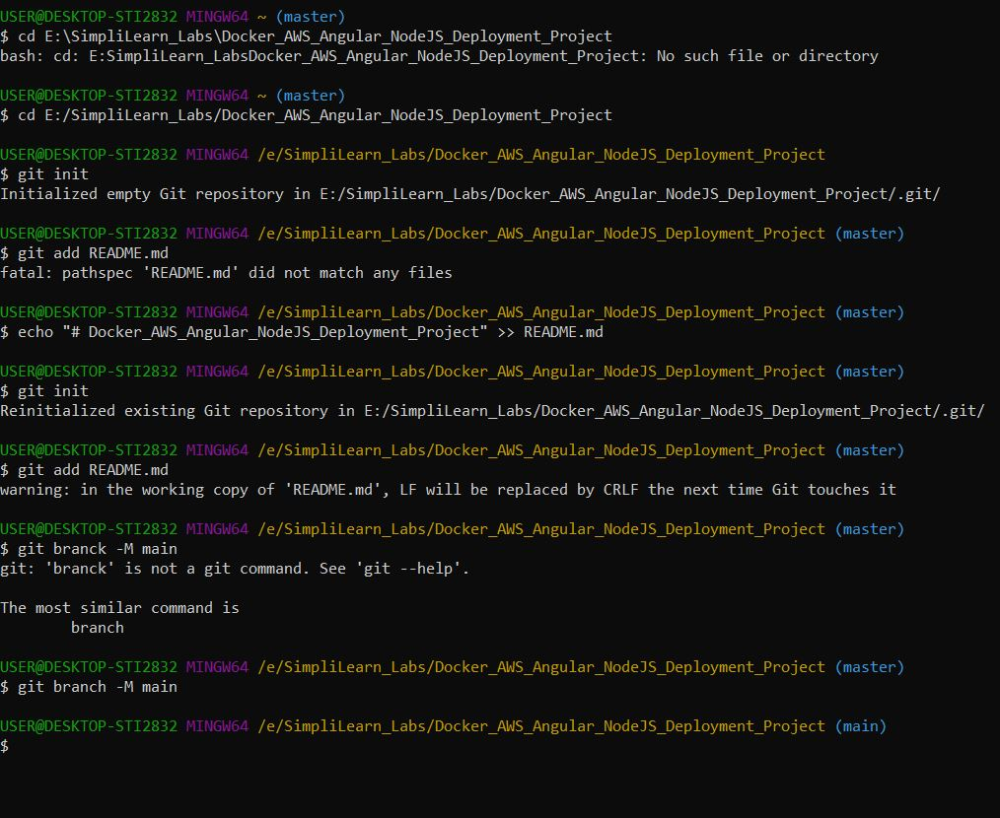 USER@DESKTOP-STI2832 MINGW64 ~ (master)
$ cd E:\SimpliLearn_Labs\Docker_AWS_Angular_NodeJS_Deployment_Project
bash: cd: E:SimpliLearn_LabsDocker_AWS_Angular_NodeJS_Deployment_Project: No such file or directory
USER@DESKTOP-STI2832 MINGW64 ~ (master)
$ cd E:/SimpliLearn_Labs/Docker_AWS_Angular_NodeJS_Deployment_Project
USER@DESKTOP-STI2832 MINGW64 /e/SimpliLearn_Labs/Docker_AWS_Angular_NodeJS_Deployment_Project
$ git init
Initialized empty Git repository in E:/SimpliLearn_Labs/Docker_AWS_Angular_NodeJS_Deployment_Project/.git/
USER@DESKTOP-STI2832 MINGW64 /e/SimpliLearn_Labs/Docker_AWS_Angular_NodeJS_Deployment_Project (master)
$ git add README.md
fatal: pathspec 'README.md' did not match any files
USER@DESKTOP-STI2832 MINGW64 /e/SimpliLearn_Labs/Docker_AWS_Angular_NodeJS_Deployment_Project (master)
$ echo "# Docker_AWS_Angular_NodeJS_Deployment_Project" >> README.md
USER@DESKTOP-STI2832 MINGW64 /e/SimpliLearn_Labs/Docker_AWS_Angular_NodeJS_Deployment_Project (master)
$ git init
Reinitialized existing Git repository in E:/SimpliLearn_Labs/Docker_AWS_Angular_NodeJS_Deployment_Project/.git/
USER@DESKTOP-STI2832 MINGW64 /e/SimpliLearn_Labs/Docker_AWS_Angular_NodeJS_Deployment_Project (master)
$ git add README.md
warning: in the working copy of 'README.md', LF will be replaced by CRLF the next time Git touches it
USER@DESKTOP-STI2832 MINGW64 /e/SimpliLearn_Labs/Docker_AWS_Angular_NodeJS_Deployment_Project (master)
$ git branck -M main
git: 'branck' is not a git command. See 'git --help'.
The most similar command is
branch
USER@DESKTOP-STI2832 MINGW64 /e/SimpliLearn_Labs/Docker_AWS_Angular_NodeJS_Deployment_Project (master)
$ git branch -M main
USER@DESKTOP-STI2832 MINGW64 /e/SimpliLearn_Labs/Docker_AWS_Angular_NodeJS_Deployment_Project (main)
$